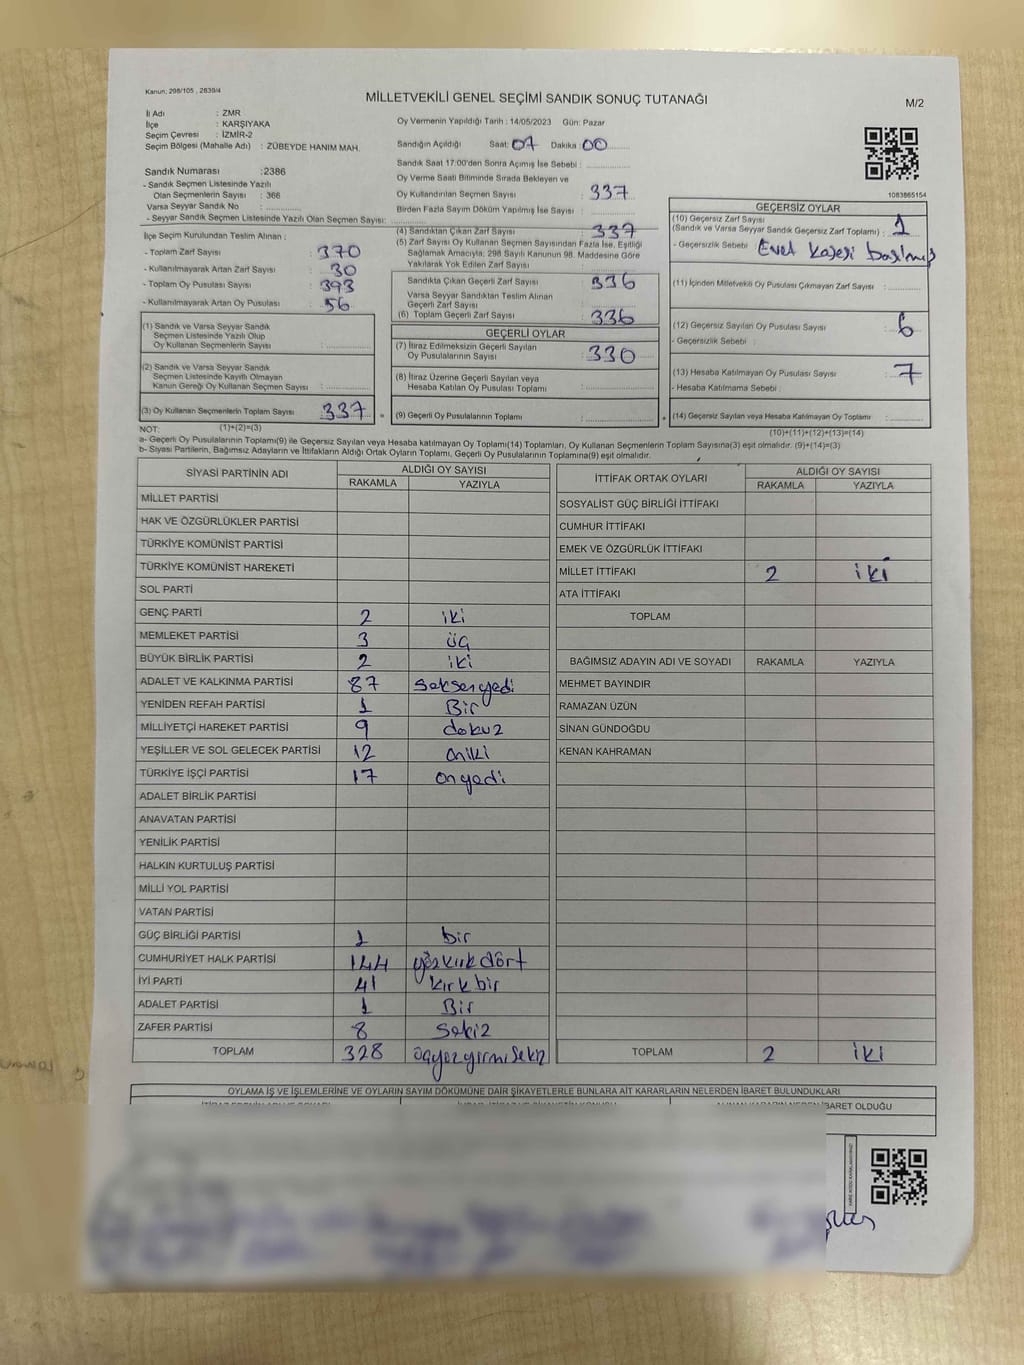 Kanun: 298/105 , 2839/4
MİLLETVEKİLİ GENEL SEÇİMİ SANDIK SONUÇ TUTANAĞI
M/2
İl Adı : ZMR
İlçe : KARŞIYAKA
Seçim Çevresi : İZMİR-2
Seçim Bölgesi (Mahalle Adı) : ZÜBEYDE HANIM MAH.
Sandık Numarası :2386
- Sandık Seçmen Listesinde Yazılı
Olan Seçmenlerin Sayısı : 366
Varsa Seyyar Sandık No :
- Seyyar Sandık Seçmen Listesinde Yazılı Olan Seçmen Sayısı:
Oy Vermenin Yapıldığı Tarih : 14/05/2023 Gün: Pazar
Sandığın Açıldığı Saat: 07 Dakika 00
Sandık Saat 17:00'den Sonra Açımış İse Sebebi :
Oy Verme Saati Bitiminde Sırada Bekleyen ve
Oy Kullandırılan Seçmen Sayısı : 337
Birden Fazla Sayım Döküm Yapılmış İse Sayısı :
1083865154
İlçe Seçim Kurulundan Teslim Alınan ;
- Toplam Zarf Sayısı : 370
- Kullanılmayarak Artan Zarf Sayısı : 30
- Toplam Oy Pusulası Sayısı : 393
- Kullanılmayarak Artan Oy Pusulası : 56
(1) Sandık ve Varsa Seyyar Sandık
Seçmen Listesinde Yazılı Olup
Oy Kullanan Seçmenlerin Sayısı :
(2) Sandık ve Varsa Seyyar Sandık
Seçmen Listesinde Kayıtlı Olmayan
Kanun Gereği Oy Kullanan Seçmen Sayısı :
(3) Oy Kullanan Seçmenlerin Toplam Sayısı : 337 =
(1)+(2)=(3)
(4) Sandıktan Çıkan Zarf Sayısı : 337
(5) Zarf Sayısı Oy Kullanan Seçmen Sayısından Fazla İse, Eşitliği
Sağlamak Amacıyla; 298 Sayılı Kanunun 98. Maddesine Göre
Yakılarak Yok Edilen Zarf Sayısı :
Sandıkta Çıkan Geçerli Zarf Sayısı : 336
Varsa Seyyar Sandıktan Teslim Alınan
Geçerli Zarf Sayısı :
(6) Toplam Geçerli Zarf Sayısı : 336
GEÇERLİ OYLAR
(7) İtiraz Edilmeksizin Geçerli Sayılan
Oy Pusulalarının Sayısı : 330
(8) İtiraz Üzerine Geçerli Sayılan veya
Hesaba Katılan Oy Pusulası Toplamı :
(9) Geçerli Oy Pusulalarının Toplamı : +
GEÇERSİZ OYLAR
(10) Geçersiz Zarf Sayısı
(Sandık ve Varsa Seyyar Sandık Geçersiz Zarf Toplamı) : 1
- Geçersizlik Sebebi : Evet kaşesi basılmış
(11) İçinden Milletvekili Oy Pusulası Çıkmayan Zarf Sayısı :
(12) Geçersiz Sayılan Oy Pusulası Sayısı : 6
- Geçersizlik Sebebi :
(13) Hesaba Katılmayan Oy Pusulası Sayısı : 7
- Hesaba Katılmama Sebebi :
(14) Geçersiz Sayılan veya Hesaba Katılmayan Oy Toplamı :
(10)+(11)+(12)+(13)=(14)
NOT:
a- Geçerli Oy Pusulalarının Toplamı(9) ile Geçersiz Sayılan veya Hesaba katılmayan Oy Toplamı(14) Toplamları, Oy Kullanan Seçmenlerin Toplam Sayısına(3) eşit olmalıdır. (9)+(14)=(3)
b- Siyasi Partilerin, Bağımsız Adayların ve İttifakların Aldığı Ortak Oyların Toplamı, Geçerli Oy Pusulalarının Toplamına(9) eşit olmalıdır.
SİYASİ PARTİNİN ADI ALDIĞI OY SAYISI
RAKAMLA YAZIYLA
MİLLET PARTİSİ
HAK VE ÖZGÜRLÜKLER PARTİSİ
TÜRKİYE KOMÜNİST PARTİSİ
TÜRKİYE KOMÜNİST HAREKETİ
SOL PARTİ
GENÇ PARTİ 2 iki
MEMLEKET PARTİSİ 3 üç
BÜYÜK BİRLİK PARTİSİ 2 iki
ADALET VE KALKINMA PARTİSİ 87 seksenyedi
YENİDEN REFAH PARTİSİ 1 Bir
MİLLİYETÇİ HAREKET PARTİSİ 9 dokuz
YEŞİLLER VE SOL GELECEK PARTİSİ 12 oniki
TÜRKİYE İŞÇİ PARTİSİ 17 onyedi
ADALET BİRLİK PARTİSİ
ANAVATAN PARTİSİ
YENİLİK PARTİSİ
HALKIN KURTULUŞ PARTİSİ
MİLLİ YOL PARTİSİ
VATAN PARTİSİ
GÜÇ BİRLİĞİ PARTİSİ 1 bir
CUMHURİYET HALK PARTİSİ 144 yüzkırkdört
İYİ PARTİ 41 kırkbir
ADALET PARTİSİ 1 Bir
ZAFER PARTİSİ 8 sekiz
TOPLAM 328 üçyüzyirmisekiz
İTTİFAK ORTAK OYLARI ALDIĞI OY SAYISI
RAKAMLA YAZIYLA
SOSYALİST GÜÇ BİRLİĞİ İTTİFAKI
CUMHUR İTTİFAKI
EMEK VE ÖZGÜRLÜK İTTİFAKI
MİLLET İTTİFAKI 2 iki
ATA İTTİFAKI
TOPLAM
BAĞIMSIZ ADAYIN ADI VE SOYADI RAKAMLA YAZIYLA
MEHMET BAYINDIR
RAMAZAN ÜZÜN
SİNAN GÜNDOĞDU
KENAN KAHRAMAN
TOPLAM 2 iki
OYLAMA İŞ VE İŞLEMLERİNE VE OYLARIN SAYIM DÖKÜMÜNE DAİR ŞİKAYETLERLE BUNLARA AİT KARARLARIN NELERDEN İBARET BULUNDUKLARI
İBARET OLDUĞU